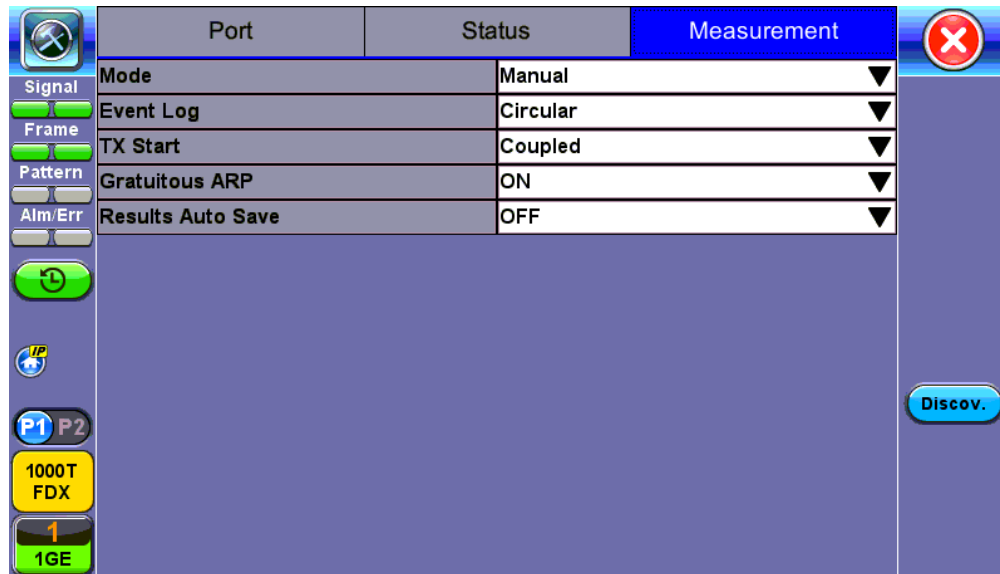 Port Status Measurement
Signal
Frame
Pattern
Alm/Err
Mode Manual
Event Log Circular
TX Start Coupled
Gratuitous ARP ON
Results Auto Save OFF
IP
P1 P2
1000T
FDX
1
1GE
Discov.